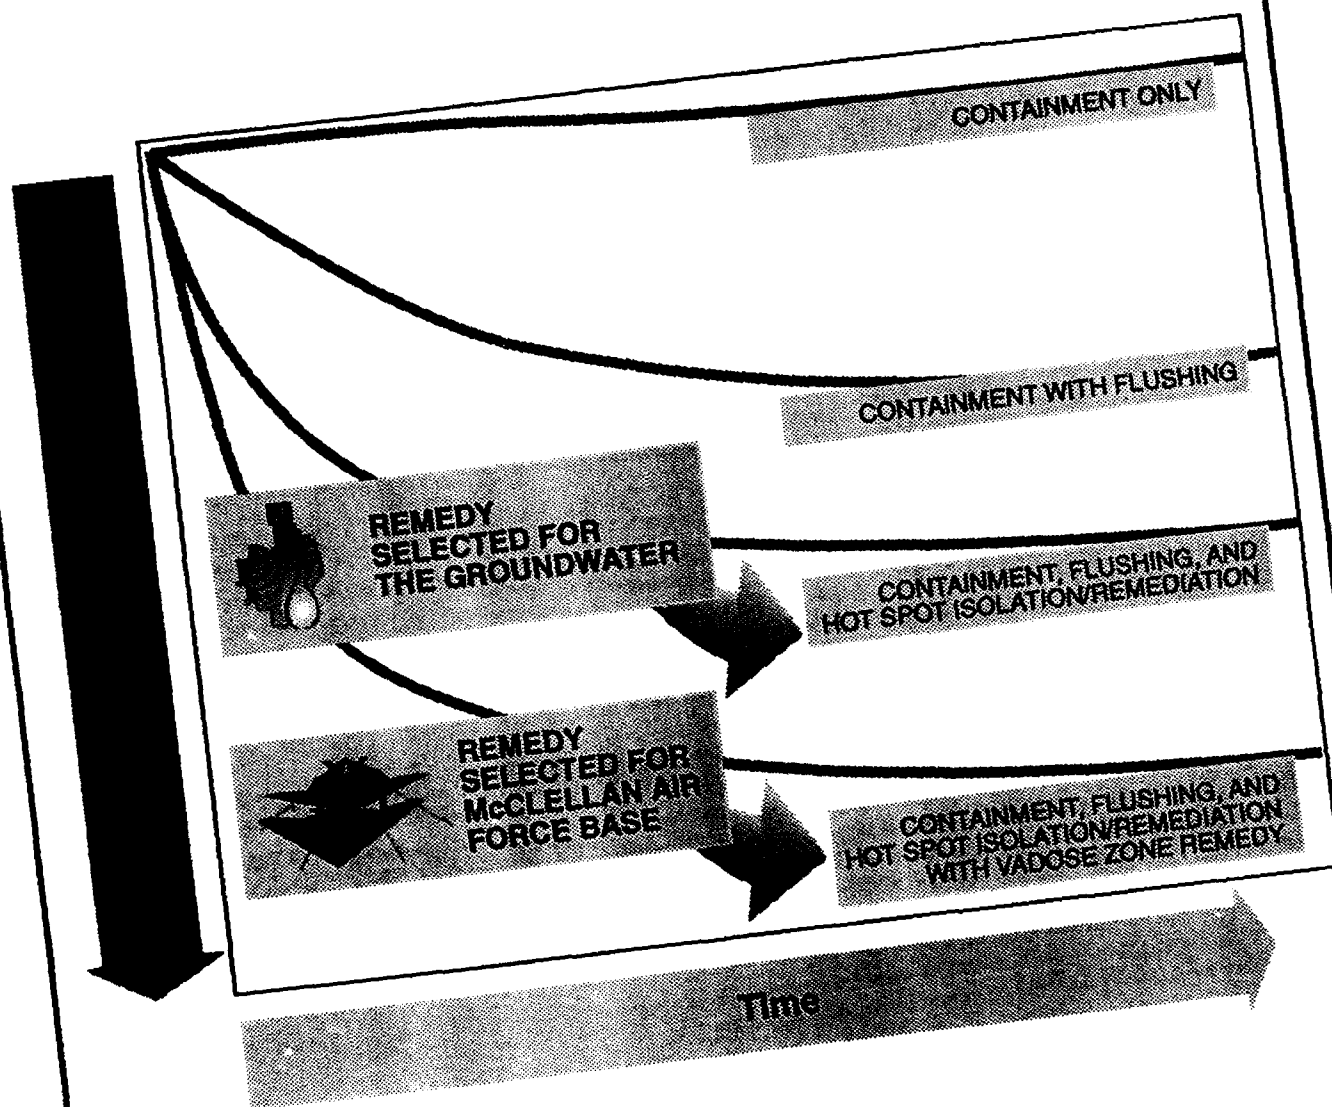 CONTAINMENT ONLY
CONTAINMENT WITH FLUSHING
REMEDY
SELECTED FOR
THE GROUNDWATER
CONTAINMENT, FLUSHING, AND
HOT SPOT ISOLATION/REMEDIATION
REMEDY
SELECTED FOR
McCLELLAN AIR
FORCE BASE
CONTAINMENT, FLUSHING, AND
HOT SPOT ISOLATION/REMEDIATION
WITH VADOSE ZONE REMEDY
Time